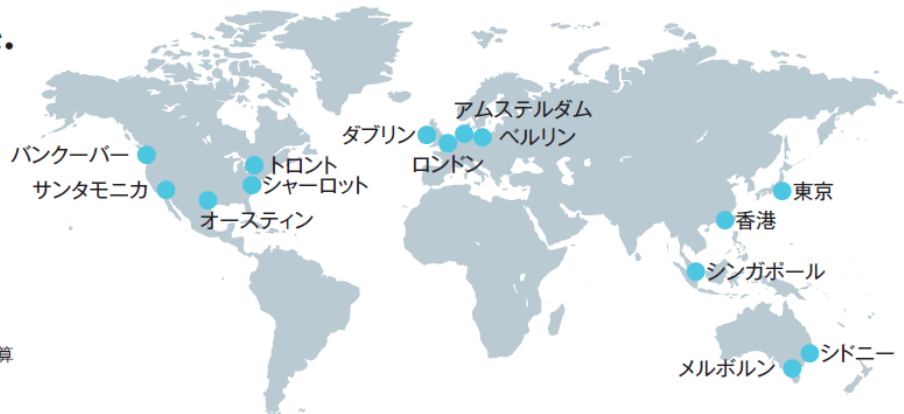 アムステルダム
ダブリン
ベルリン
ロンドン
バンクーバー
トロント
サンタモニカ
シャーロット
オースティン
東京
香港
シンガポール
シドニー
メルボルン
算